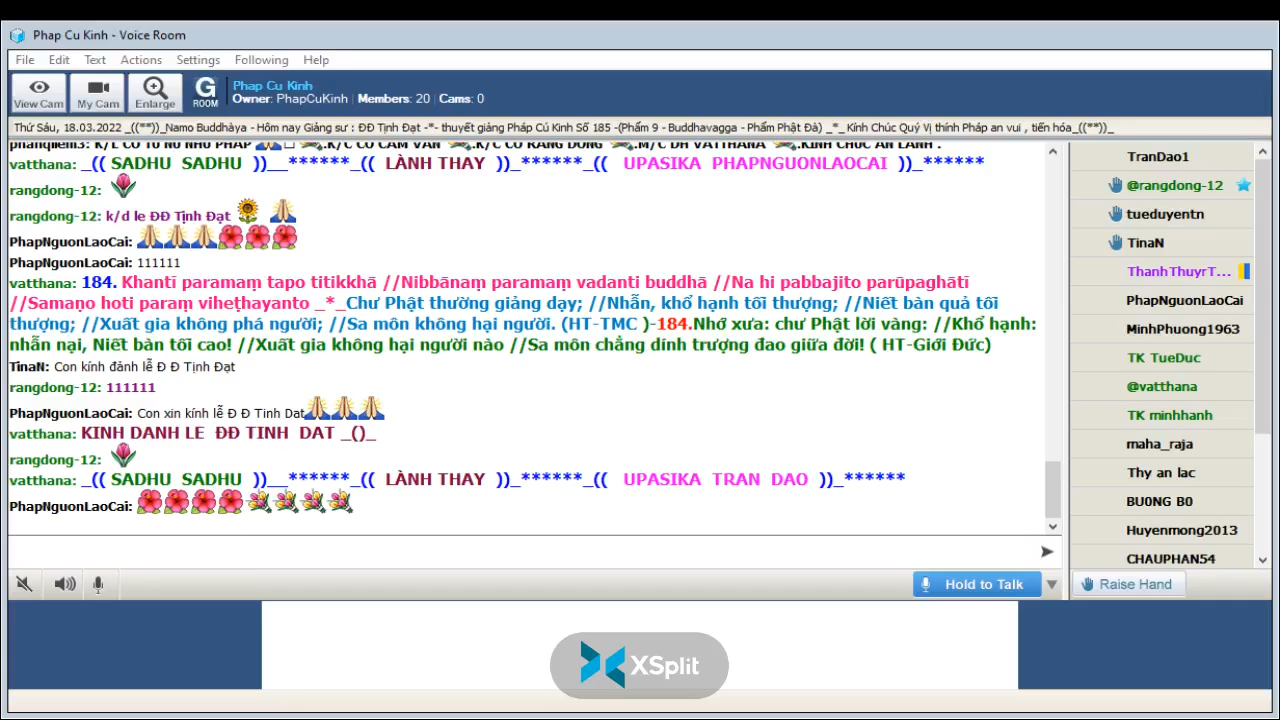 Phap Cu Kinh - Voice Room
File Edit Text Actions Settings Following Help
View Cam My Cam Enlarge G ROOM
Phap Cu Kinh
Owner: PhapCuKinh Members: 20 Cams: 0
Thứ Sáu, 18.03.2022 _((**))_Namo Buddhàya - Hôm nay Giảng sư : ĐĐ Tịnh Đạt -*- thuyết giảng Pháp Cú Kinh Số 185 -(Phẩm 9 - Buddhavagga - Phẩm Phật Đà) _*_ Kính Chúc Quý Vị thính Pháp an vui , tiến hóa_((**))_
vatthana: _(( SADHU SADHU ))__******_(( LÀNH THAY ))_******_(( UPASIKA PHAPNGUONLAOCAI ))_******
rangdong-12:
rangdong-12: k/d le ĐĐ Tịnh Đạt
PhapNguonLaoCai:
PhapNguonLaoCai: 111111
vatthana: 184. Khantī paramaṃ tapo titikkhā //Nibbānaṃ paramaṃ vadanti buddhā //Na hi pabbajito parūpaghātī
//Samaṇo hoti paraṃ viheṭhayanto _*_Chư Phật thường giảng dạy; //Nhẫn, khổ hạnh tối thượng; //Niết bàn quả tối
thượng; //Xuất gia không phá người; //Sa môn không hại người. (HT-TMC )-184.Nhớ xưa: chư Phật lời vàng: //Khổ hạnh:
nhẫn nại, Niết bàn tối cao! //Xuất gia không hại người nào //Sa môn chẳng dính trượng đao giữa đời! ( HT-Giới Đức)
TinaN: Con kính đảnh lễ Đ Đ Tịnh Đạt
rangdong-12: 111111
PhapNguonLaoCai: Con xin kính lễ Đ Đ Tinh Dat
vatthana: KINH DANH LE ĐĐ TINH DAT _()_
rangdong-12:
vatthana: _(( SADHU SADHU ))__******_(( LÀNH THAY ))_******_(( UPASIKA TRAN DAO ))_******
PhapNguonLaoCai:
TranDao1
@rangdong-12
tueduyentn
TinaN
ThanhThuyrT...
PhapNguonLaoCai
MinhPhuong1963
TK TueDuc
@vatthana
TK minhhanh
maha_raja
Thy an lac
BU0NG B0
Huyenmong2013
CHAUPHAN54
Hold to Talk
Raise Hand
XSplit